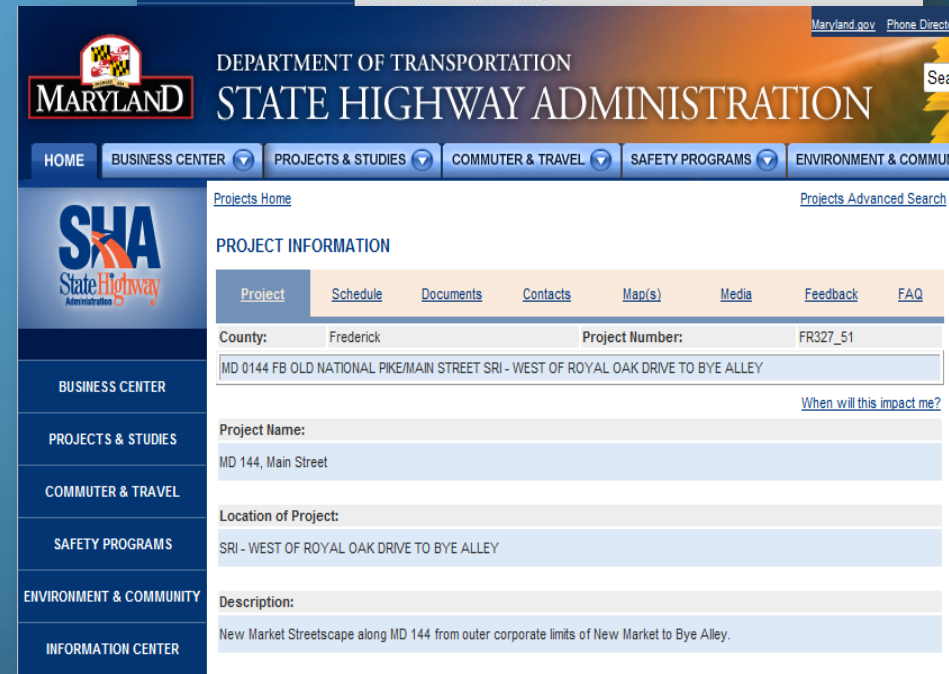 Maryland.gov Phone Direct
DEPARTMENT OF TRANSPORTATION
MARYLAND
STATE HIGHWAY ADMINISTRATION
Sea
HOME BUSINESS CENTER PROJECTS & STUDIES COMMUTER & TRAVEL SAFETY PROGRAMS ENVIRONMENT & COMMU
SHA
State Highway
Administration
BUSINESS CENTER
PROJECTS & STUDIES
COMMUTER & TRAVEL
SAFETY PROGRAMS
ENVIRONMENT & COMMUNITY
INFORMATION CENTER
Projects Home Projects Advanced Search
PROJECT INFORMATION
Project Schedule Documents Contacts Map(s) Media Feedback FAQ
County: Frederick Project Number: FR327_51
MD 0144 FB OLD NATIONAL PIKE/MAIN STREET SRI - WEST OF ROYAL OAK DRIVE TO BYE ALLEY
When will this impact me?
Project Name:
MD 144, Main Street
Location of Project:
SRI - WEST OF ROYAL OAK DRIVE TO BYE ALLEY
Description:
New Market Streetscape along MD 144 from outer corporate limits of New Market to Bye Alley.